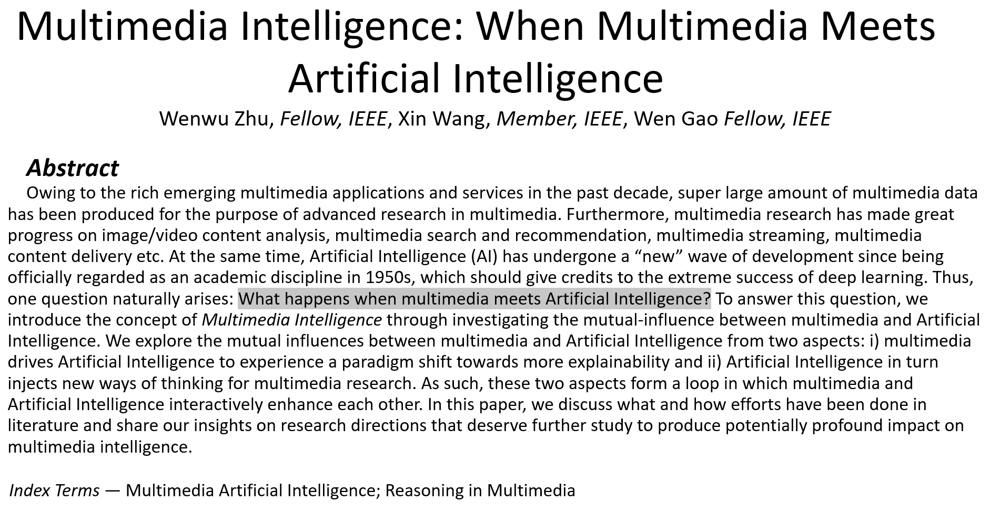 Multimedia Intelligence: When Multimedia Meets
Artificial Intelligence
Wenwu Zhu, Fellow, IEEE, Xin Wang, Member, IEEE, Wen Gao Fellow, IEEE
Abstract
Owing to the rich emerging multimedia applications and services in the past decade, super large amount of multimedia data
has been produced for the purpose of advanced research in multimedia. Furthermore, multimedia research has made great
progress on image/video content analysis, multimedia search and recommendation, multimedia streaming, multimedia
content delivery etc. At the same time, Artificial Intelligence (AI) has undergone a “new” wave of development since being
officially regarded as an academic discipline in 1950s, which should give credits to the extreme success of deep learning. Thus,
one question naturally arises: What happens when multimedia meets Artificial Intelligence? To answer this question, we
introduce the concept of Multimedia Intelligence through investigating the mutual-influence between multimedia and Artificial
Intelligence. We explore the mutual influences between multimedia and Artificial Intelligence from two aspects: i) multimedia
drives Artificial Intelligence to experience a paradigm shift towards more explainability and ii) Artificial Intelligence in turn
injects new ways of thinking for multimedia research. As such, these two aspects form a loop in which multimedia and
Artificial Intelligence interactively enhance each other. In this paper, we discuss what and how efforts have been done in
literature and share our insights on research directions that deserve further study to produce potentially profound impact on
multimedia intelligence.
Index Terms — Multimedia Artificial Intelligence; Reasoning in Multimedia